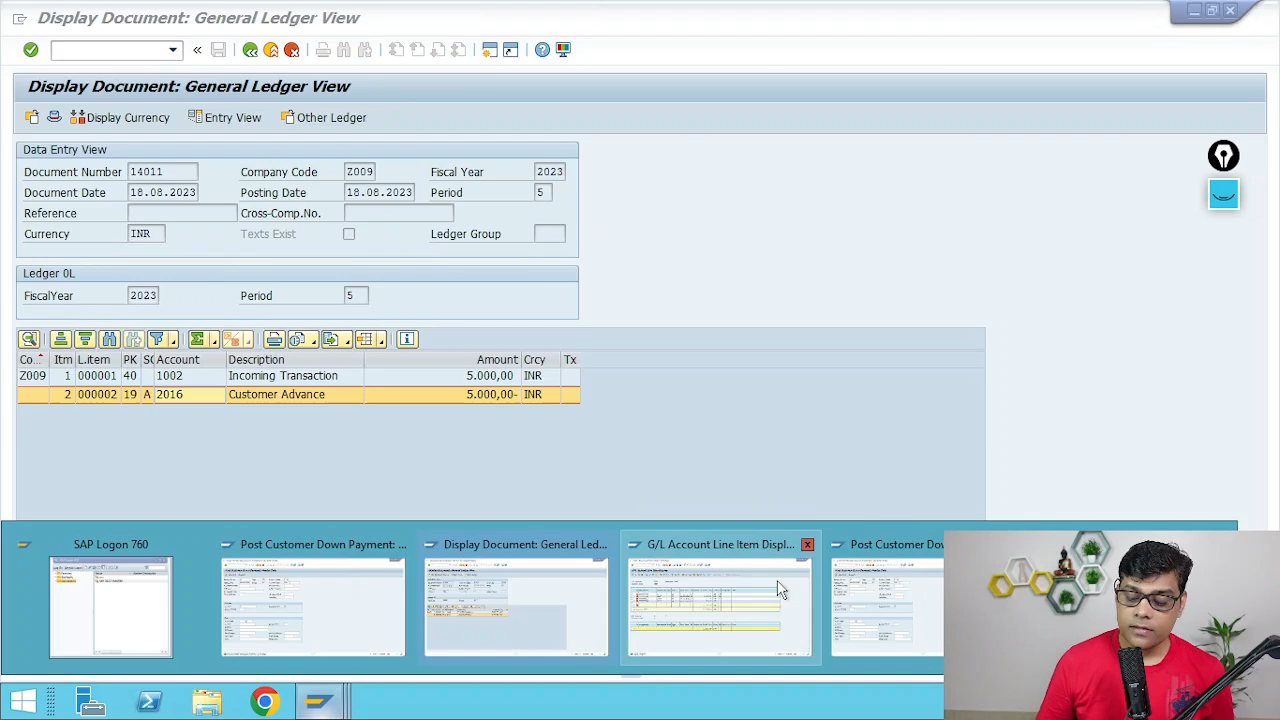 Display Document: General Ledger View
Display Document: General Ledger View
Display Currency Entry View Other Ledger
Data Entry View
Document Number 14011 Company Code Z009 Fiscal Year 2023
Document Date 18.08.2023 Posting Date 18.08.2023 Period 5
Reference Cross-Comp.No.
Currency INR Texts Exist Ledger Group
Ledger 0L
FiscalYear 2023 Period 5
Co... Itm L.item PK SG Account Description Amount Crcy Tx
Z009 1 000001 40 1002 Incoming Transaction 5.000,00 INR
2 000002 19 A 2016 Customer Advance 5.000,00- INR
SAP Logon 760 Post Customer Down Payment: ... Display Document: General Led... G/L Account Line Item Displ... Post Customer Dow